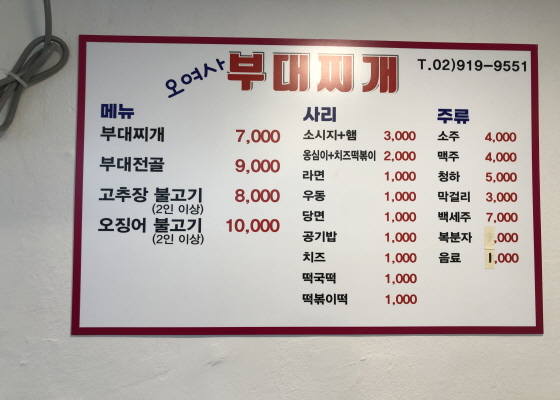 오여사 부대찌개
T.02)919-9551
메뉴
부대찌개 7,000
부대전골 9,000
고추장 불고기 8,000
(2인 이상)
오징어 불고기 10,000
(2인 이상)
사리
소시지+햄 3,000
옹심이+치즈떡볶이 2,000
라면 1,000
우동 1,000
당면 1,000
공기밥 1,000
치즈 1,000
떡국떡 1,000
떡볶이떡 1,000
주류
소주 4,000
맥주 4,000
청하 5,000
막걸리 3,000
백세주 7,000
복분자 ,000
음료 1,000